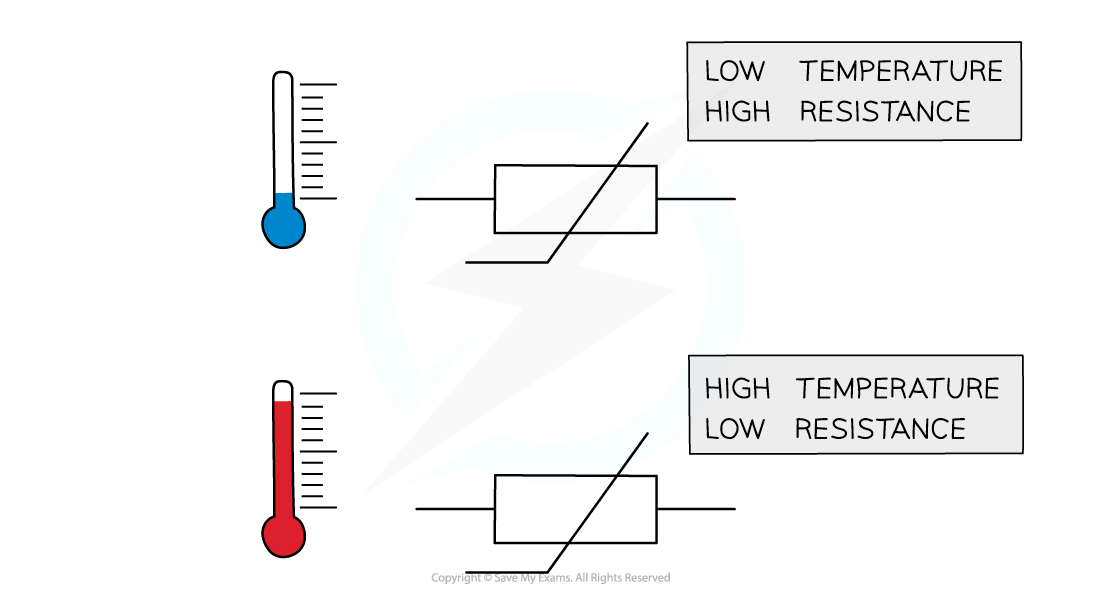 LOW TEMPERATURE
HIGH RESISTANCE
HIGH TEMPERATURE
LOW RESISTANCE
Copyright © Save My Exams. All Rights Reserved